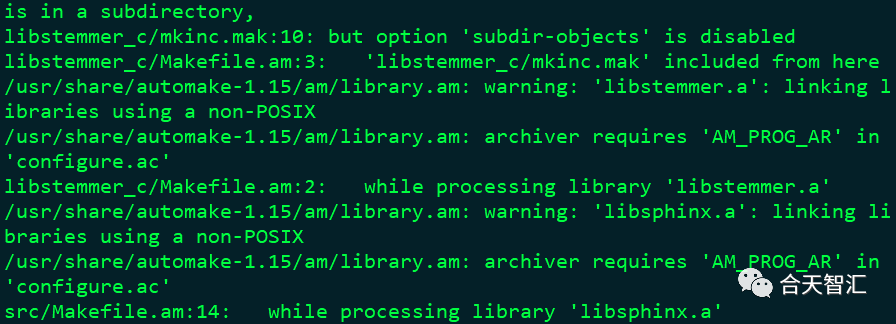 is in a subdirectory,
libstemmer_c/mkinc.mak:10: but option 'subdir-objects' is disabled
libstemmer_c/Makefile.am:3:   'libstemmer_c/mkinc.mak' included from here
/usr/share/automake-1.15/am/library.am: warning: 'libstemmer.a': linking l
ibraries using a non-POSIX
/usr/share/automake-1.15/am/library.am: archiver requires 'AM_PROG_AR' in
'configure.ac'
libstemmer_c/Makefile.am:2:   while processing library 'libstemmer.a'
/usr/share/automake-1.15/am/library.am: warning: 'libsphinx.a': linking li
braries using a non-POSIX
/usr/share/automake-1.15/am/library.am: archiver requires 'AM_PROG_AR' in
'configure.ac'
src/Makefile.am:14:   while processing library 'libsphinx.a'
合天智汇